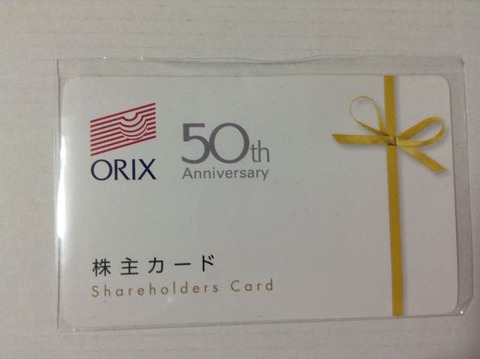 ORIX
50th
Anniversary
株主カード
Shareholders Card